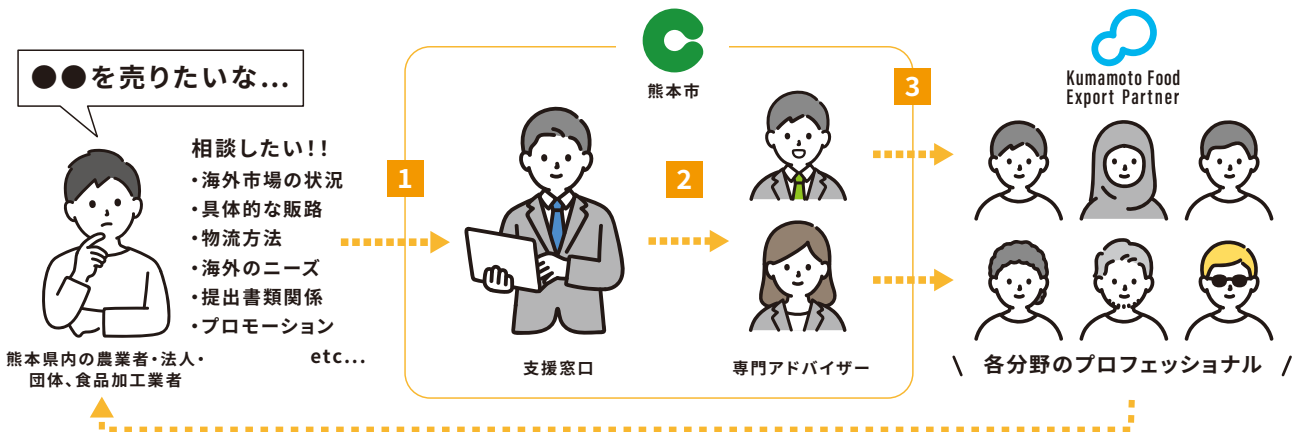 ●●を売りたいな...
相談したい!!
・海外市場の状況
・具体的な販路
・物流方法
・海外のニーズ
・提出書類関係
・プロモーション
etc...
熊本県内の農業者・法人・
団体、食品加工業者
1
熊本市
支援窓口
2
専門アドバイザー
3
Kumamoto Food
Export Partner
\ 各分野のプロフェッショナル /